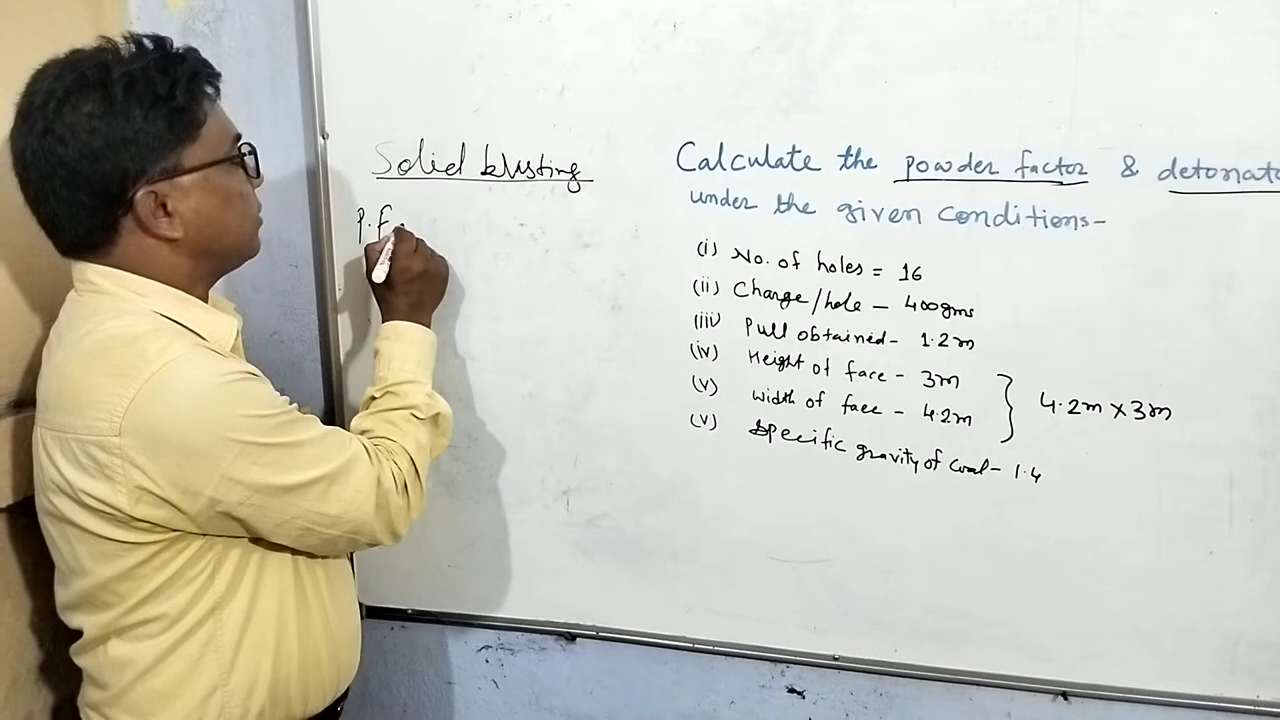 Solid blasting
P.F.
Calculate the powder factor & detonato
under the given conditions-
(i) No. of holes = 16
(ii) Charge/hole - 400gms
(iii) Pull obtained- 1.2m
(iv) Height of face - 3m
(v) width of face - 4.2m
4.2m x 3m
(v) Specific gravity of coal - 1.4